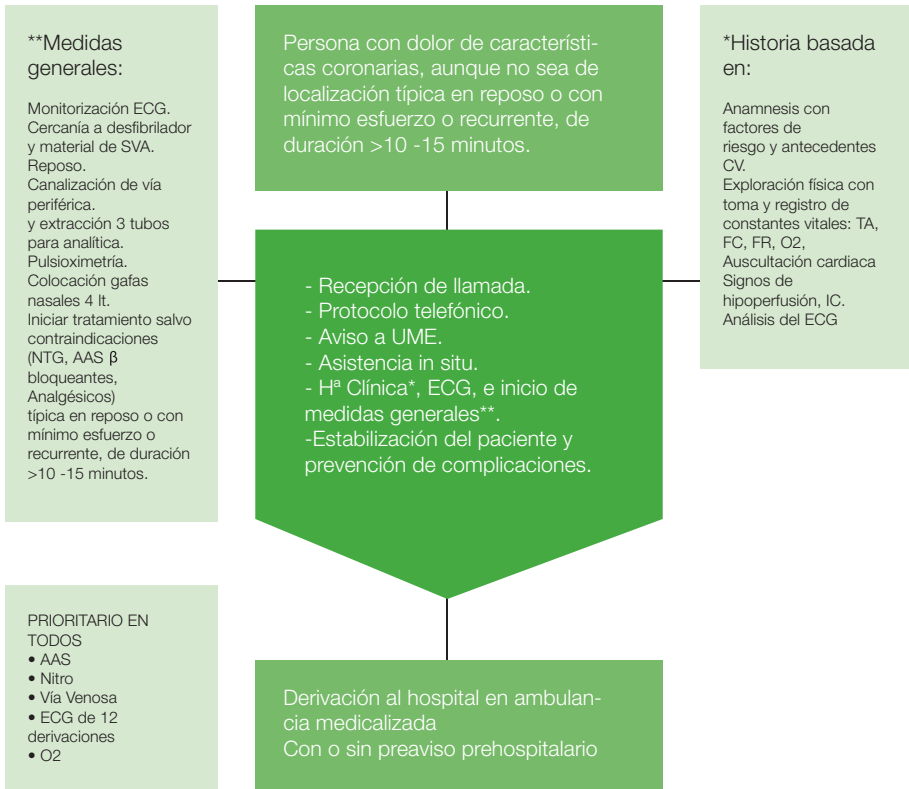 **Medidas
generales:
Monitorización ECG.
Cercanía a desfibrilador
y material de SVA.
Reposo.
Canalización de vía
periférica.
y extracción 3 tubos
para analítica.
Pulsioximetría.
Colocación gafas
nasales 4 lt.
Iniciar tratamiento salvo
contraindicaciones
(NTG, AAS β
bloqueantes,
Analgésicos)
típica en reposo o con
mínimo esfuerzo o
recurrente, de duración
>10 -15 minutos.
Persona con dolor de característi-
cas coronarias, aunque no sea de
localización típica en reposo o con
mínimo esfuerzo o recurrente, de
duración >10 -15 minutos.
*Historia basada
en:
Anamnesis con
factores de
riesgo y antecedentes
CV.
Exploración física con
toma y registro de
constantes vitales: TA,
FC, FR, O2,
Auscultación cardiaca
Signos de
hipoperfusión, IC.
Análisis del ECG
- Recepción de llamada.
- Protocolo telefónico.
- Aviso a UME.
- Asistencia in situ.
- Hª Clínica*, ECG, e inicio de
medidas generales**.
-Estabilización del paciente y
prevención de complicaciones.
PRIORITARIO EN
TODOS
• AAS
• Nitro
• Vía Venosa
• ECG de 12
derivaciones
• O2
Derivación al hospital en ambulan-
cia medicalizada
Con o sin preaviso prehospitalario